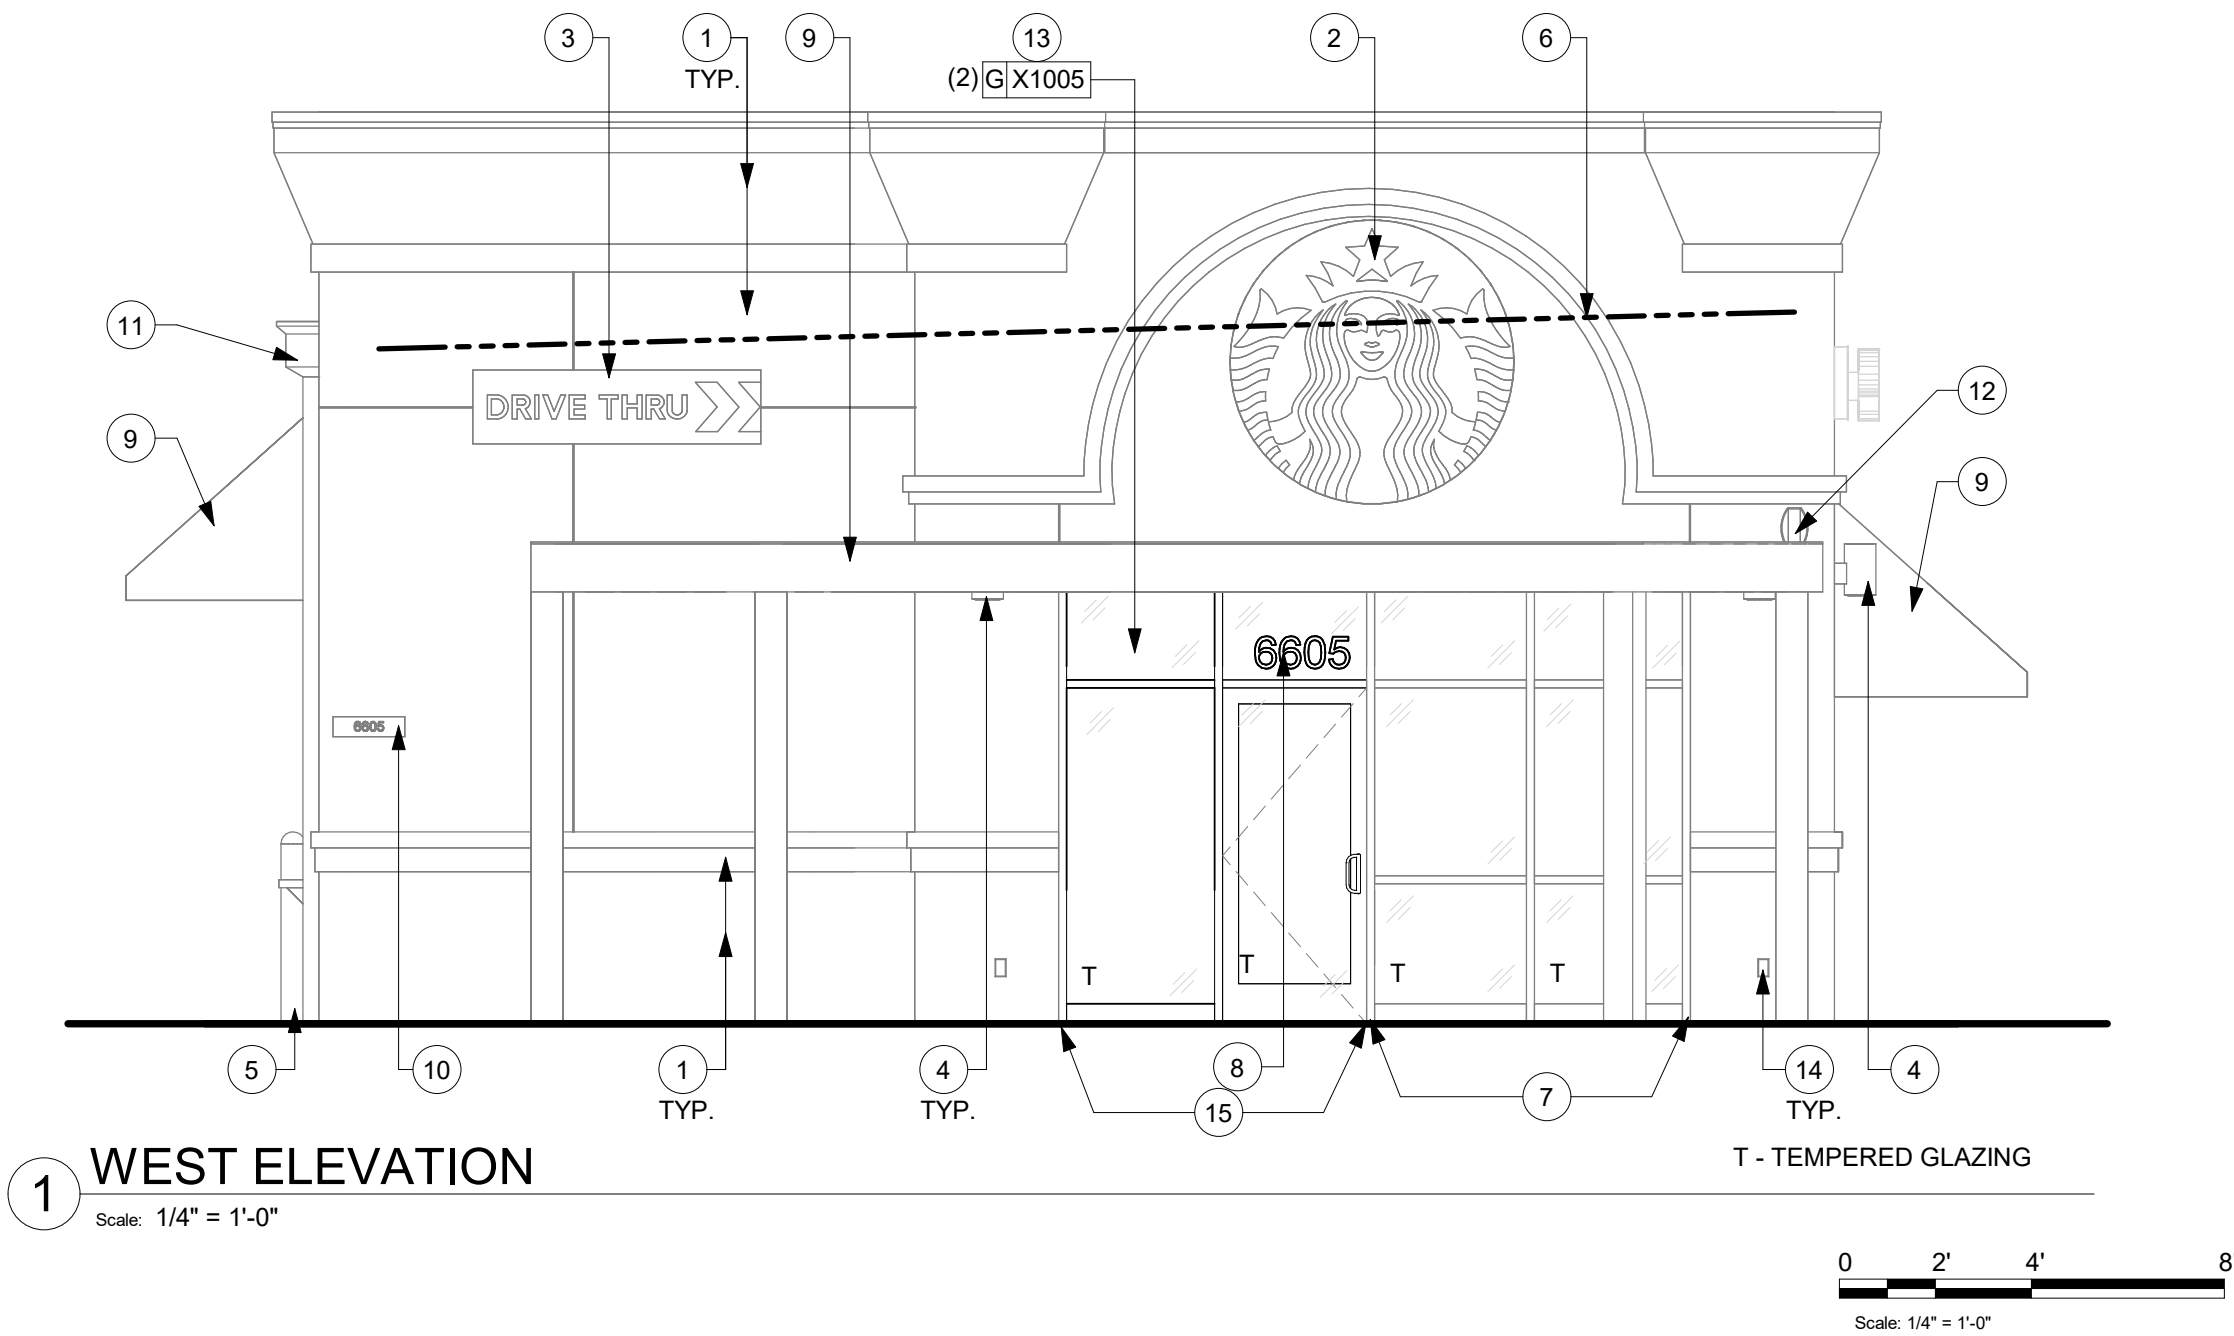 3
1
TYP.
9
13
(2) G X1005
2
6
11
9
12
9
DRIVE THRU
6605
6605
T
T
T
T
5
10
1
TYP.
4
TYP.
8
15
7
14
TYP.
4
1
WEST ELEVATION
Scale: 1/4" = 1'-0"
T - TEMPERED GLAZING
0 2' 4' 8
Scale: 1/4" = 1'-0"